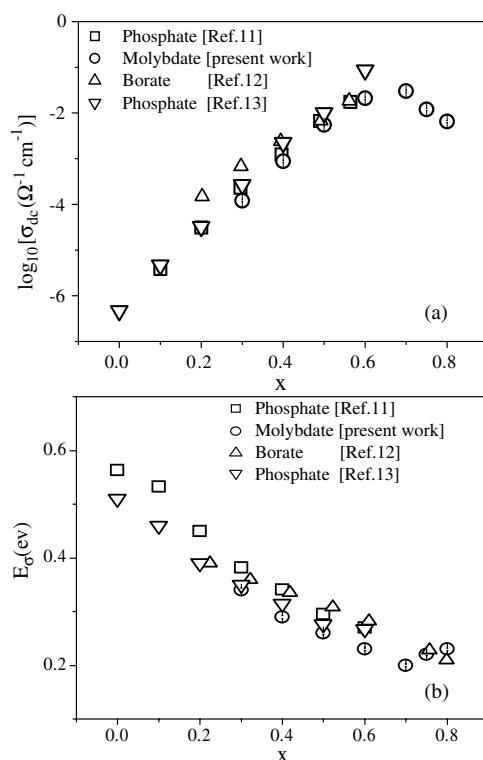 Phosphate [Ref.11]
Molybdate [present work]
Borate [Ref.12]
Phosphate [Ref.13]
0
-2
-4
-6
log₁₀[σ_dc(Ω⁻¹ cm⁻¹)]
(a)
0.0 0.2 0.4 0.6 0.8
x
Phosphate [Ref.11]
Molybdate [present work]
Borate [Ref.12]
Phosphate [Ref.13]
0.6
0.4
0.2
E_σ(ev)
(b)
0.0 0.2 0.4 0.6 0.8
x